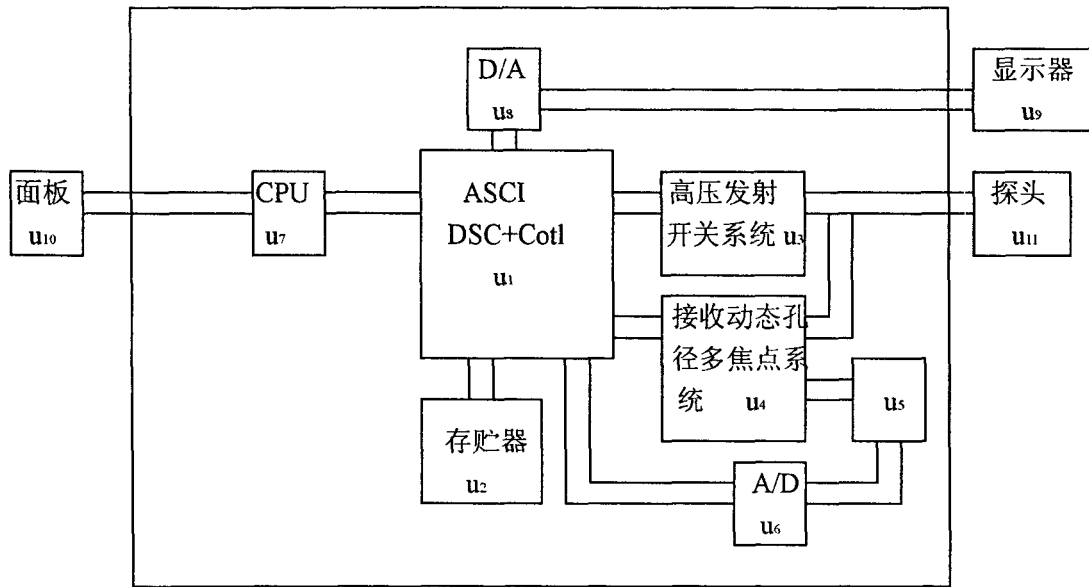 D/A
u8
显示器
u9
面板
u10
CPU
u7
ASCI
DSC+Cotl
u1
高压发射
开关系统 u3
探头
u11
接收动态孔
径多焦点系
统 u4
u5
存贮器
u2
A/D
u6